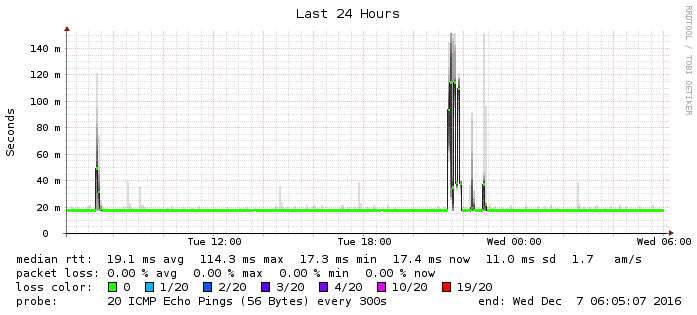 Last 24 Hours
RRDTOOL / TOBI OETIKER
Seconds
140 m
120 m
100 m
80 m
60 m
40 m
20 m
0
Tue 12:00 Tue 18:00 Wed 00:00 Wed 06:00
median rtt: 19.1 ms avg 114.3 ms max 17.3 ms min 17.4 ms now 11.0 ms sd 1.7 am/s
packet loss: 0.00 % avg 0.00 % max 0.00 % min 0.00 % now
loss color: 0 1/20 2/20 3/20 4/20 10/20 19/20
probe: 20 ICMP Echo Pings (56 Bytes) every 300s end: Wed Dec 7 06:05:07 2016